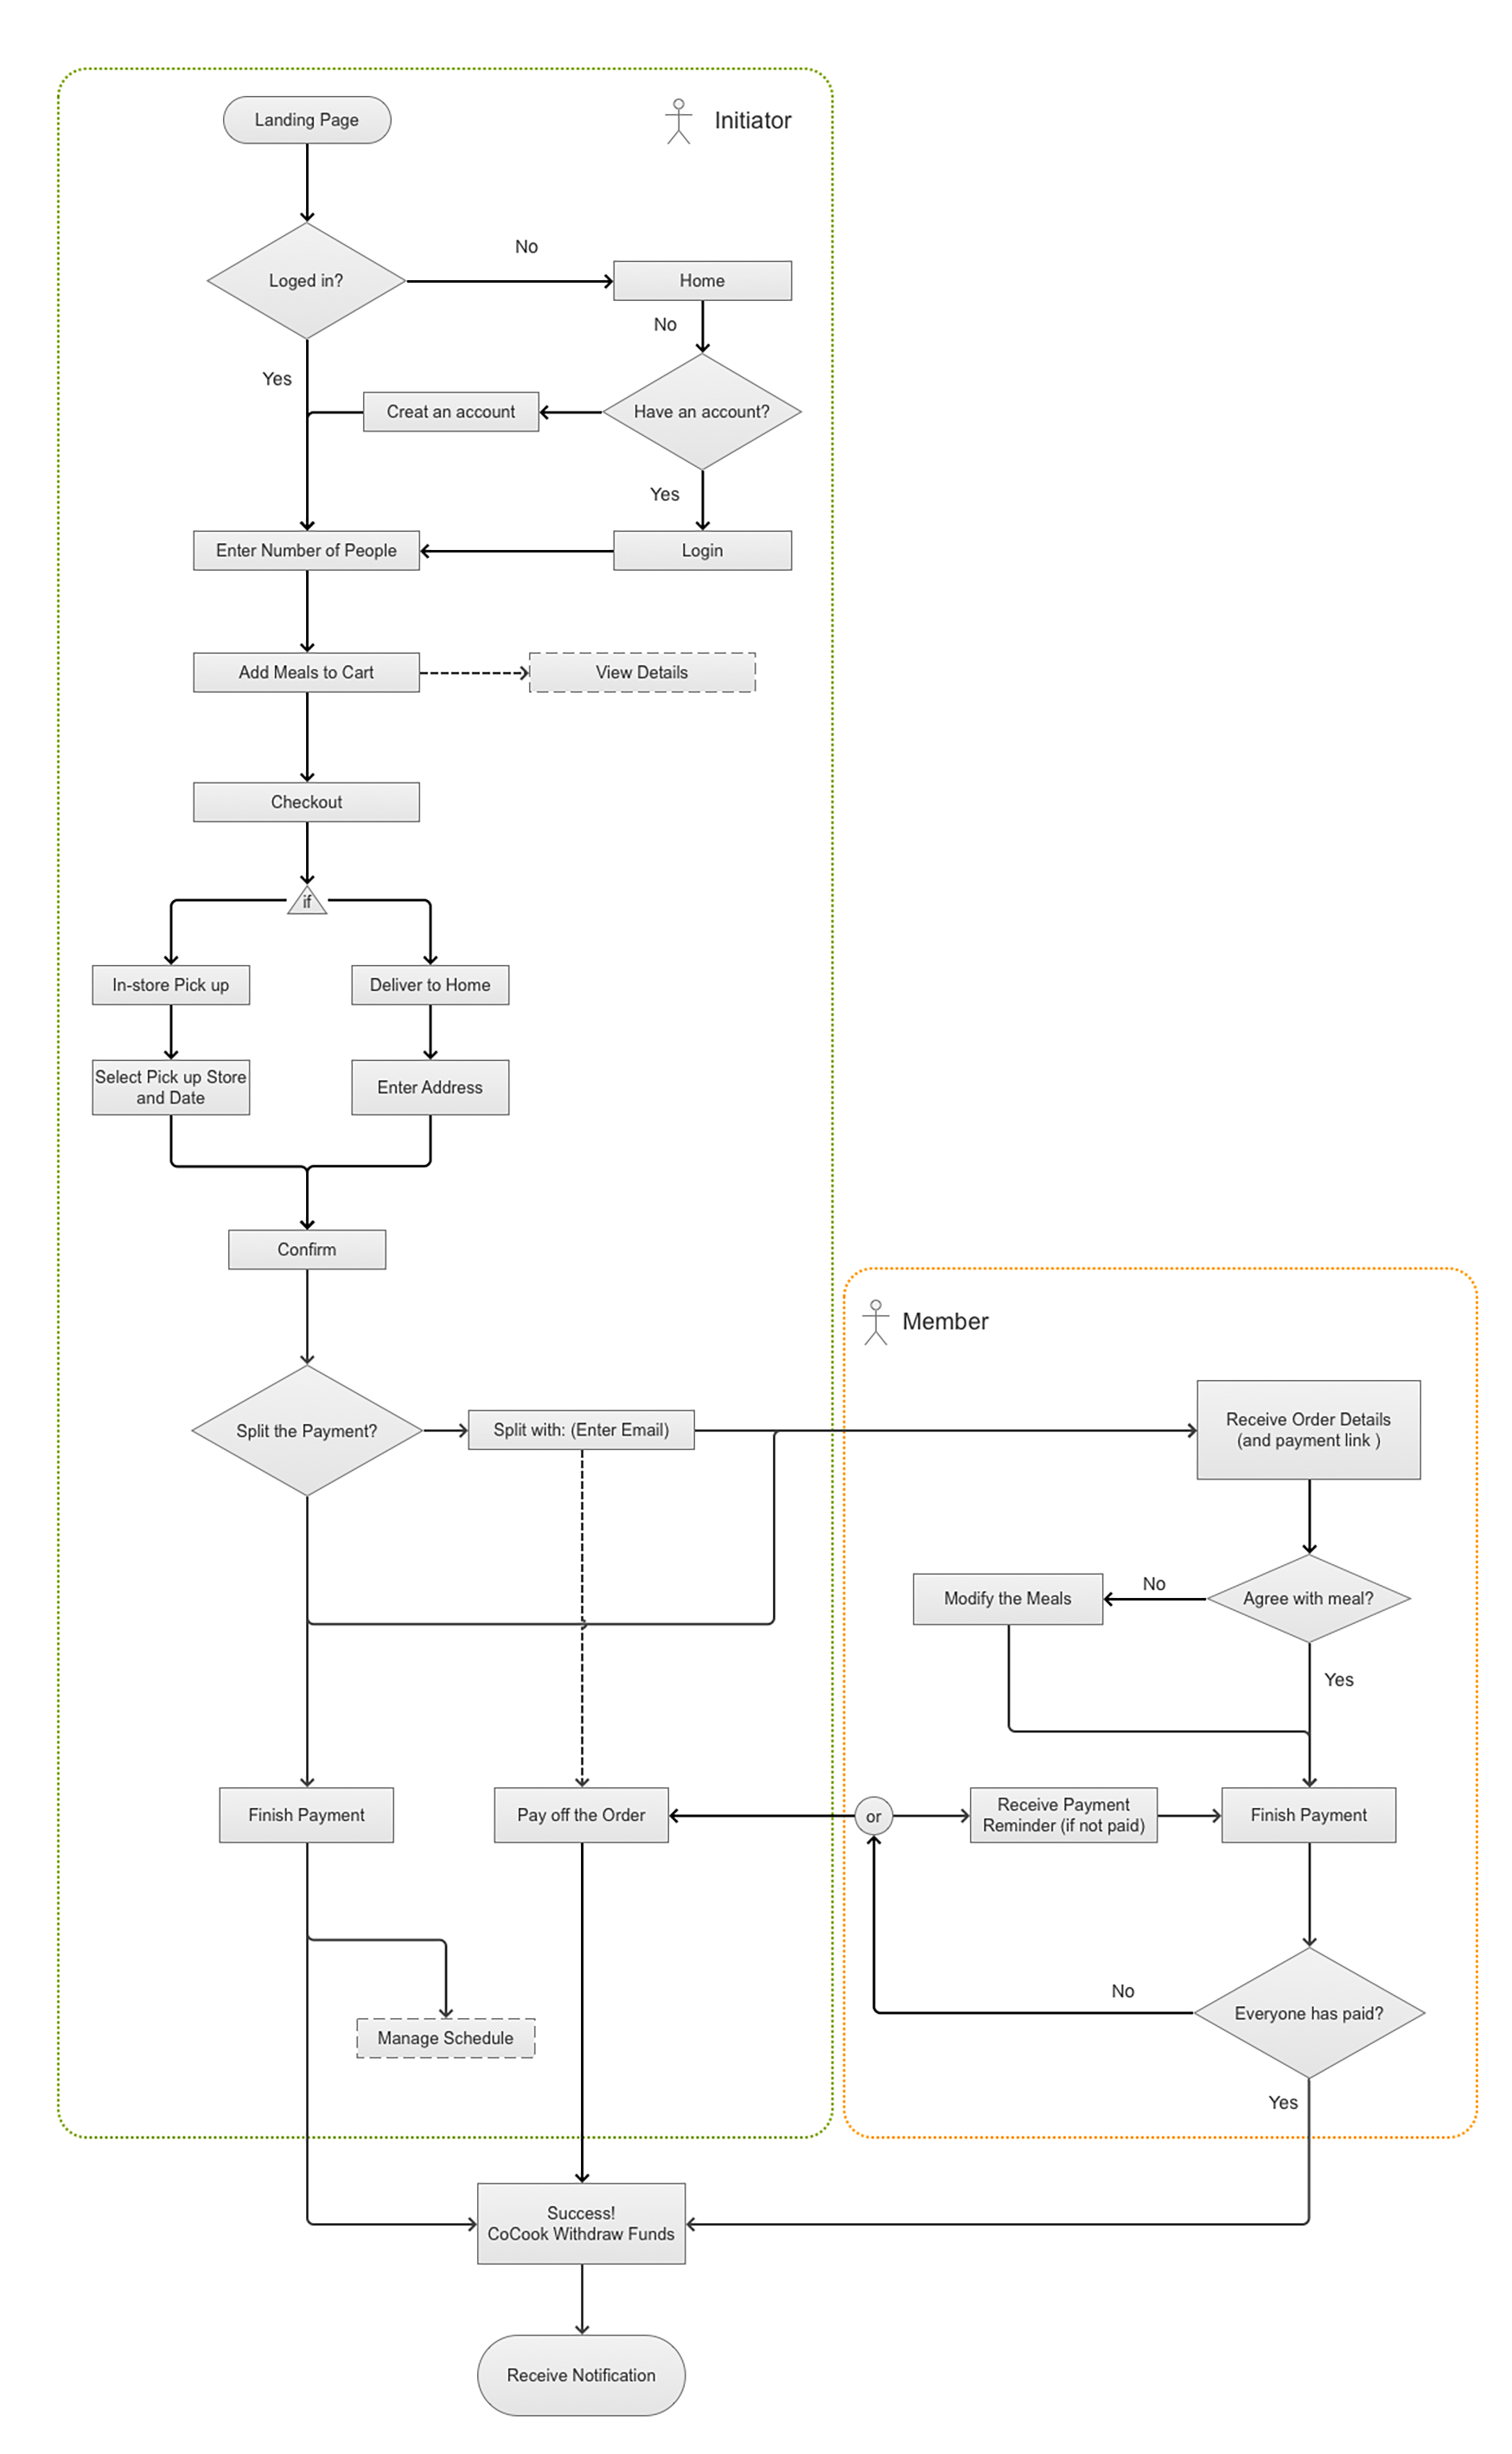 Landing Page
Initiator
Loged in?
No
Home
No
Yes
Creat an account
Have an account?
Yes
Enter Number of People
Login
Add Meals to Cart
View Details
Checkout
if
In-store Pick up
Deliver to Home
Select Pick up Store
and Date
Enter Address
Confirm
Member
Split the Payment?
Split with: (Enter Email)
Receive Order Details
(and payment link )
Modify the Meals
No
Agree with meal?
Yes
Finish Payment
Pay off the Order
or
Receive Payment
Reminder (if not paid)
Finish Payment
No
Everyone has paid?
Manage Schedule
Yes
Success!
CoCook Withdraw Funds
Receive Notification